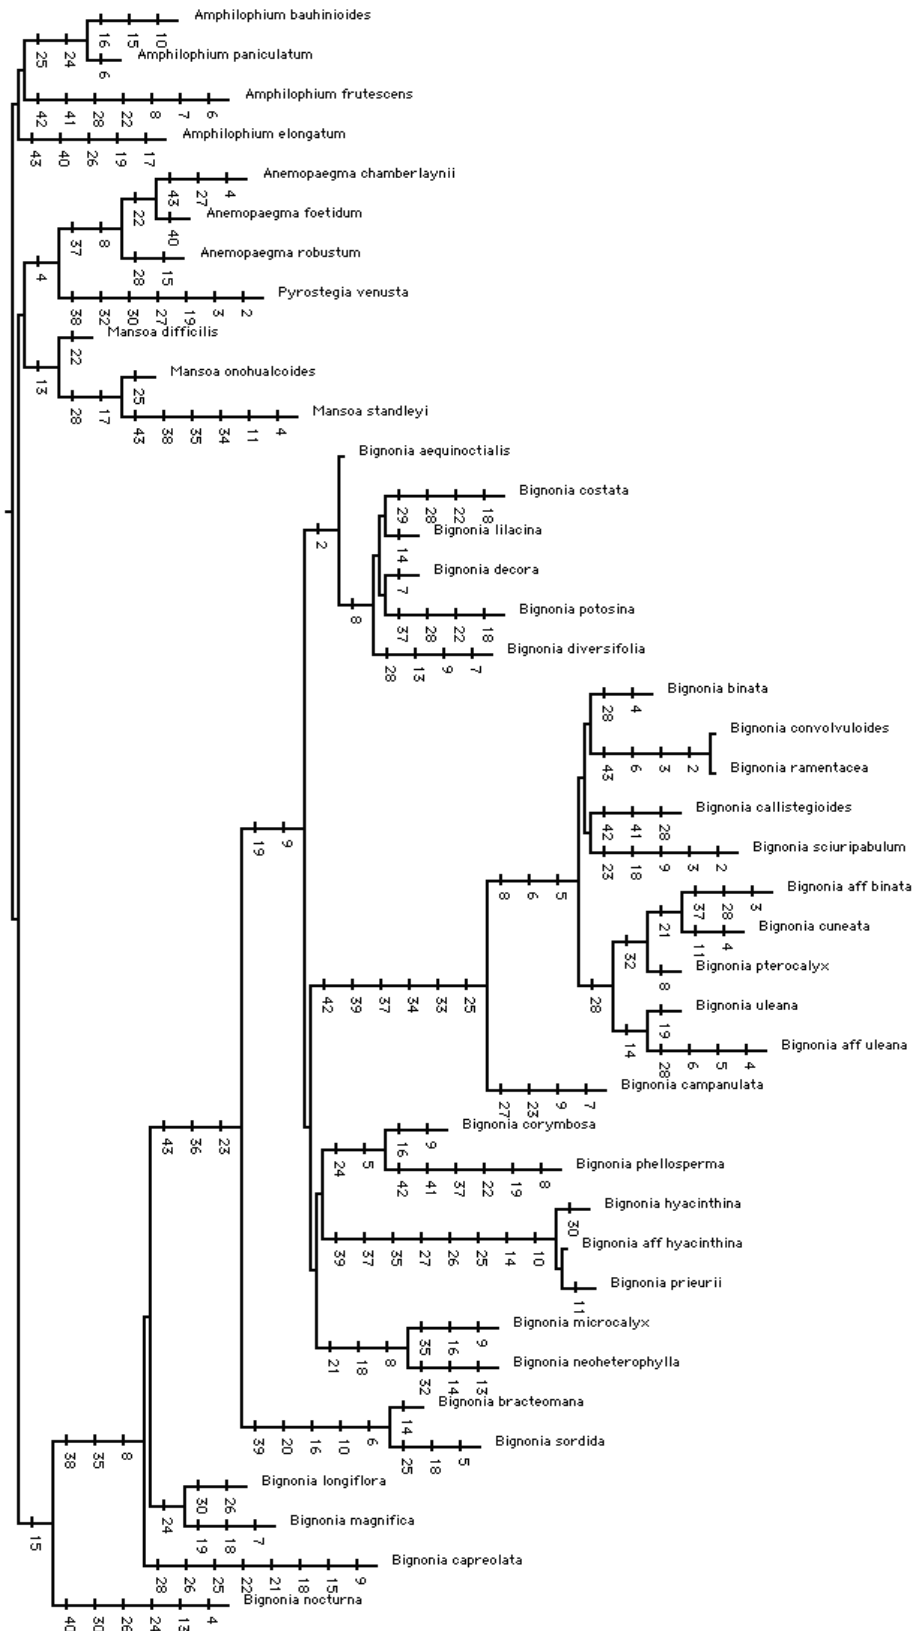 Amphilophium bauhinioides
16 15 10
Amphilophium paniculatum
25 24
6
Amphilophium frutescens
42 41 28 22 8 7 6
Amphilophium elongatum
43 40 26 19 17
Anemopaegma chamberlaynii
43 27 4
Anemopaegma foetidum
22
40
37 8
Anemopaegma robustum
28 15
4
Pyrostegia venusta
38 32 30 27 19 3 2
Mansoa difficilis
22
Mansoa onohualcoides
13
25
28 17
Mansoa standleyi
43 38 35 34 11 4
Bignonia aequinoctialis
Bignonia costata
29 28 22 18
Bignonia lilacina
2
14
Bignonia decora
7
Bignonia potosina
8
37 28 22 18
Bignonia diversifolia
28 13 9 7
Bignonia binata
28 4
Bignonia convolvuloides
Bignonia ramentacea
43 6 3 2
Bignonia callistegioides
42 41 28
19 9
Bignonia sciuripabulum
23 18 9 3 2
Bignonia aff binata
8 6 5
37 28 3
Bignonia cuneata
21
11 4
32
Bignonia pterocalyx
8
42 39 37 34 33 25
28
Bignonia uleana
19
14
Bignonia aff uleana
28 6 5 4
Bignonia campanulata
27 23 9 7
Bignonia corymbosa
43 36 23
16 9
24 5
Bignonia phellosperma
42 41 37 22 19 8
Bignonia hyacinthina
30
Bignonia aff hyacinthina
39 37 35 27 26 25 14 10
Bignonia prieurii
11
Bignonia microcalyx
35 16 9
21 18 8
Bignonia neoheterophylla
32 14 13
Bignonia bracteomana
14
39 20 16 10 6
Bignonia sordida
38 35 8
25 18 5
Bignonia longiflora
30 26
24
Bignonia magnifica
15
19 18 7
Bignonia capreolata
28 26 25 22 21 18 15 9
Bignonia nocturna
40 30 26 24 13 4